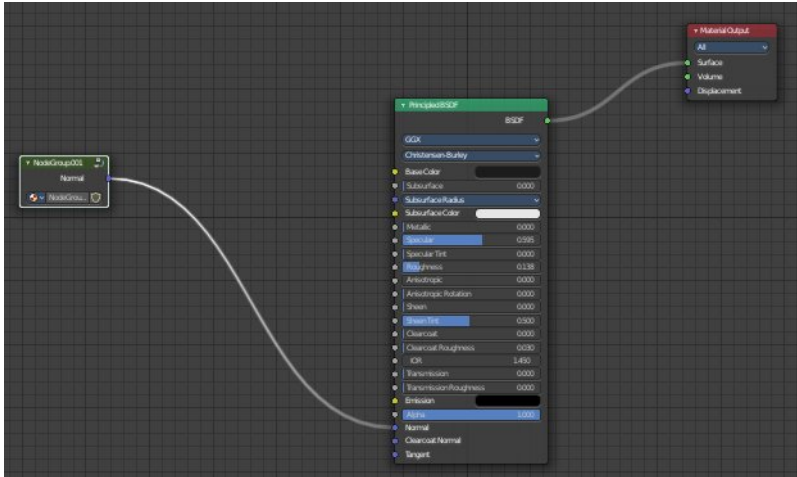 NodeGroup.001
Normal
NodeGrou...
Principled BSDF
BSDF
GGX
Christensen-Burley
Base Color
Subsurface 0.000
Subsurface Radius
Subsurface Color
Metallic 0.000
Specular 0.595
Specular Tint 0.000
Roughness 0.138
Anisotropic 0.000
Anisotropic Rotation 0.000
Sheen 0.000
Sheen Tint 0.500
Clearcoat 0.000
Clearcoat Roughness 0.030
IOR 1.450
Transmission 0.000
Transmission Roughness 0.000
Emission
Alpha 1.000
Normal
Clearcoat Normal
Tangent
Material Output
All
Surface
Volume
Displacement